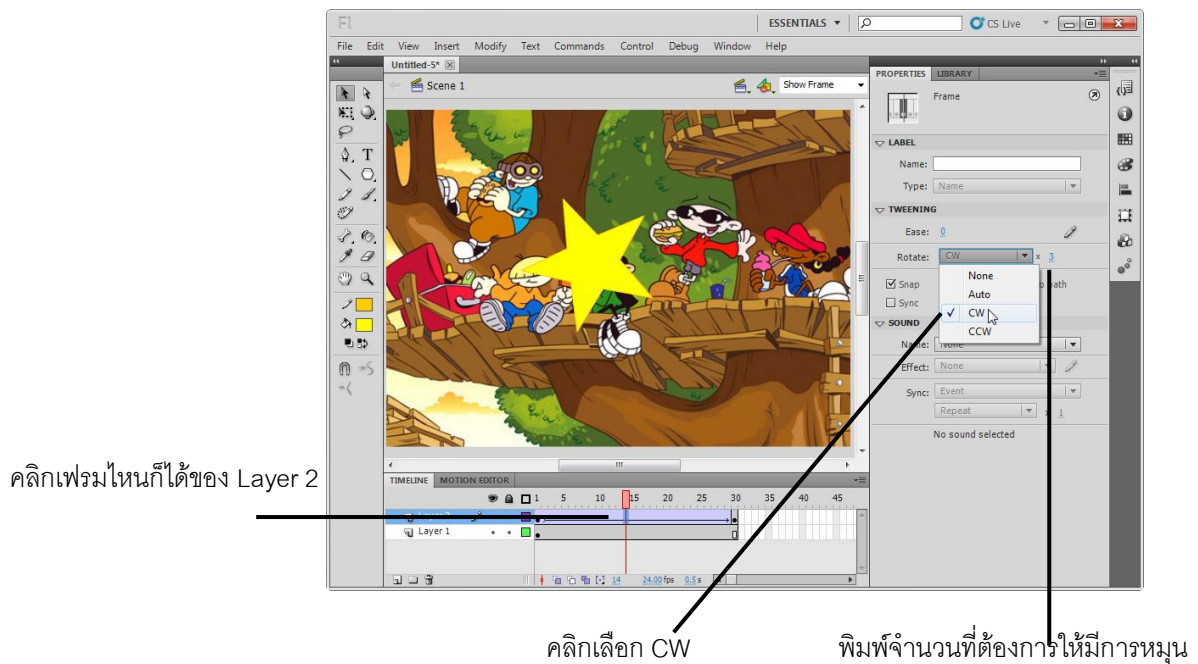 Fl
ESSENTIALS
CS Live
File Edit View Insert Modify Text Commands Control Debug Window Help
Untitled-5*
Scene 1
Show Frame
PROPERTIES LIBRARY
Frame
LABEL
Name:
Type: Name
TWEENING
Ease: 0
Rotate: CW x 3
None
Auto
CW
CCW
Snap
Sync
SOUND
Name: None
Effect: None
Sync: Event
Repeat x 1
No sound selected
คลิกเฟรมไหนก็ได้ของ Layer 2
TIMELINE MOTION EDITOR
1 5 10 15 20 25 30 35 40 45
Layer 1
14 24.00 fps 0.5 s
คลิกเลือก CW
พิมพ์จำนวนที่ต้องการให้มีการหมุน